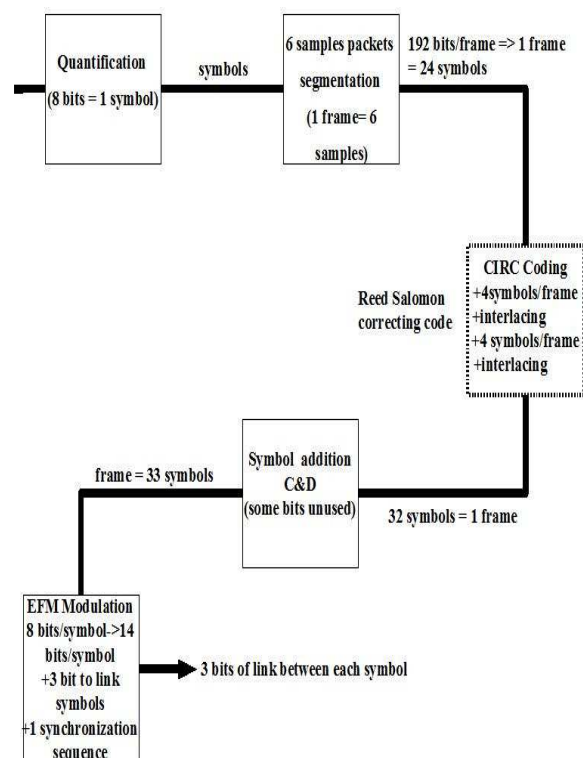 Quantification
(8 bits = 1 symbol)
symbols
6 samples packets
segmentation
(1 frame= 6
samples)
192 bits/frame => 1 frame
= 24 symbols
Reed Salomon
correcting code
CIRC Coding
+4symbols/frame
+interlacing
+4 symbols/frame
+interlacing
32 symbols = 1 frame
Symbol addition
C&D
(some bits unused)
frame = 33 symbols
EFM Modulation
8 bits/symbol->14
bits/symbol
+3 bit to link
symbols
+1 synchronization
sequence
3 bits of link between each symbol